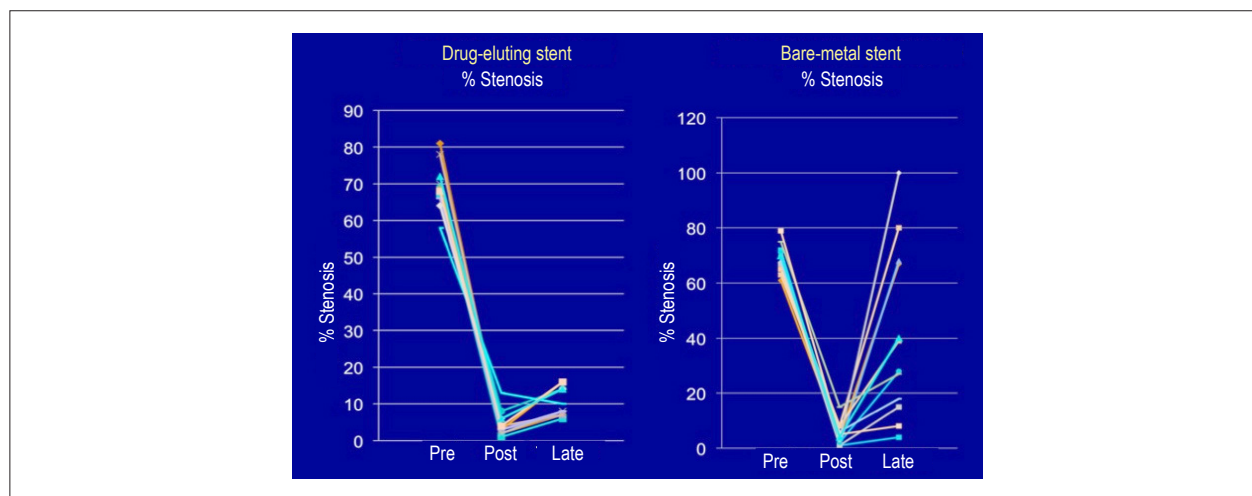 Drug-eluting stent
% Stenosis
% Stenosis
90
80
70
60
50
40
30
20
10
0
Pre Post Late
Bare-metal stent
% Stenosis
% Stenosis
120
100
80
60
40
20
0
Pre Post Late